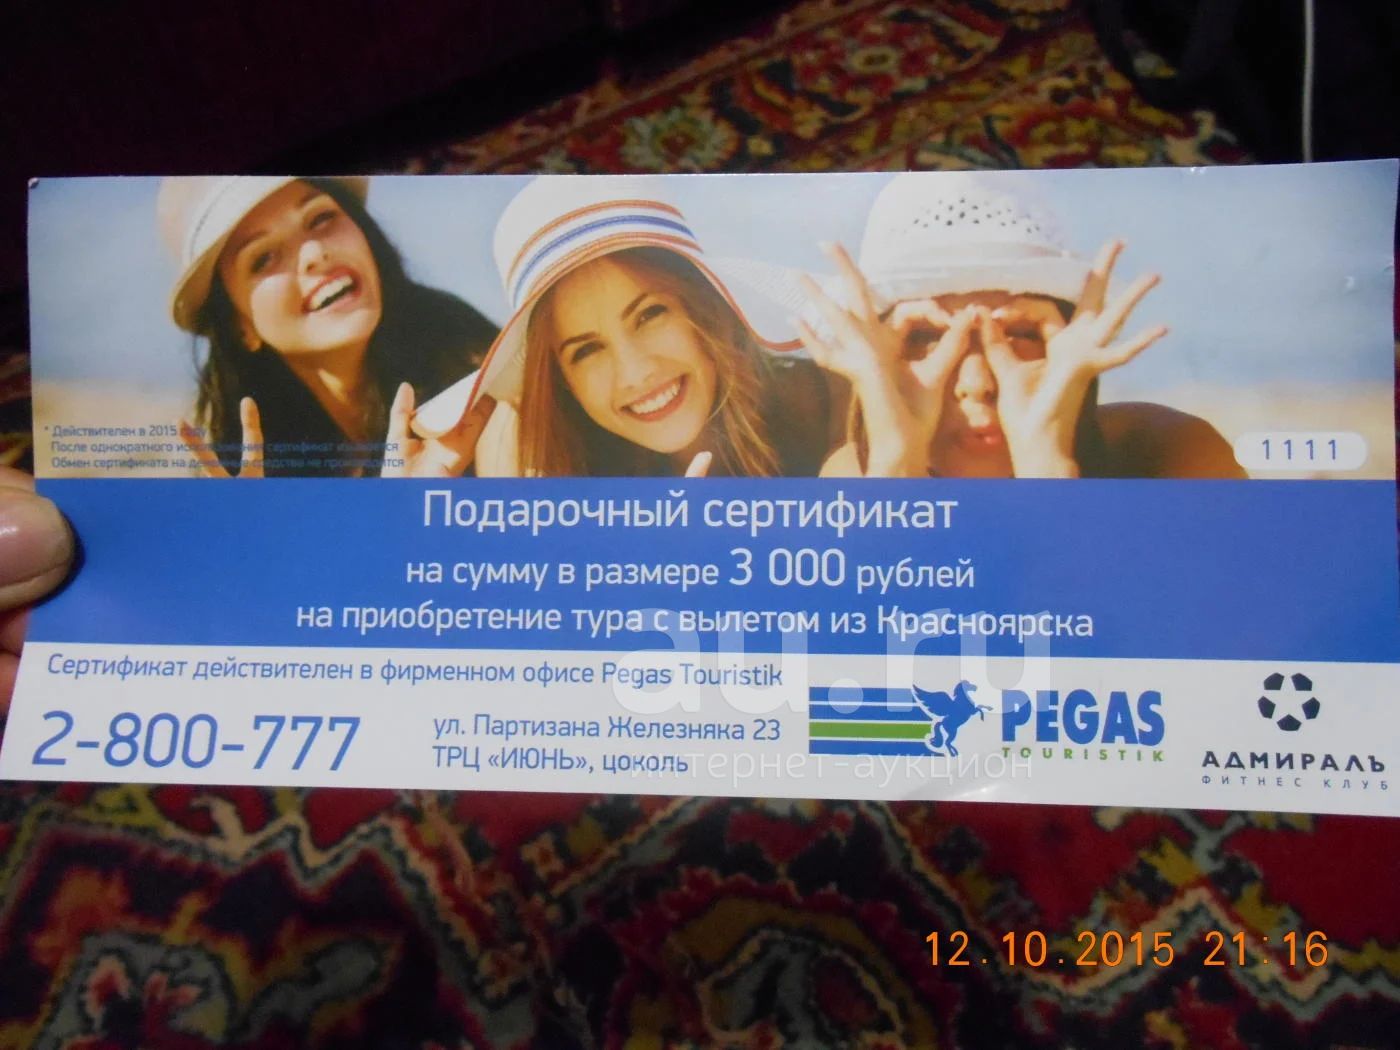 * Действителен в 2015 году
После однократного использования сертификат изымается
Обмен сертификата на денежные средства не производится
1111
Подарочный сертификат
на сумму в размере 3 000 рублей
на приобретение тура с вылетом из Красноярска
Сертификат действителен в фирменном офисе Pegas Touristik
2-800-777
ул. Партизана Железняка 23
ТРЦ «ИЮНЬ», цоколь
PEGAS
TOURISTIK
АДМИРАЛЪ
ФИТНЕС КЛУБ
au.ru
интернет-аукцион
12.10.2015 21:16